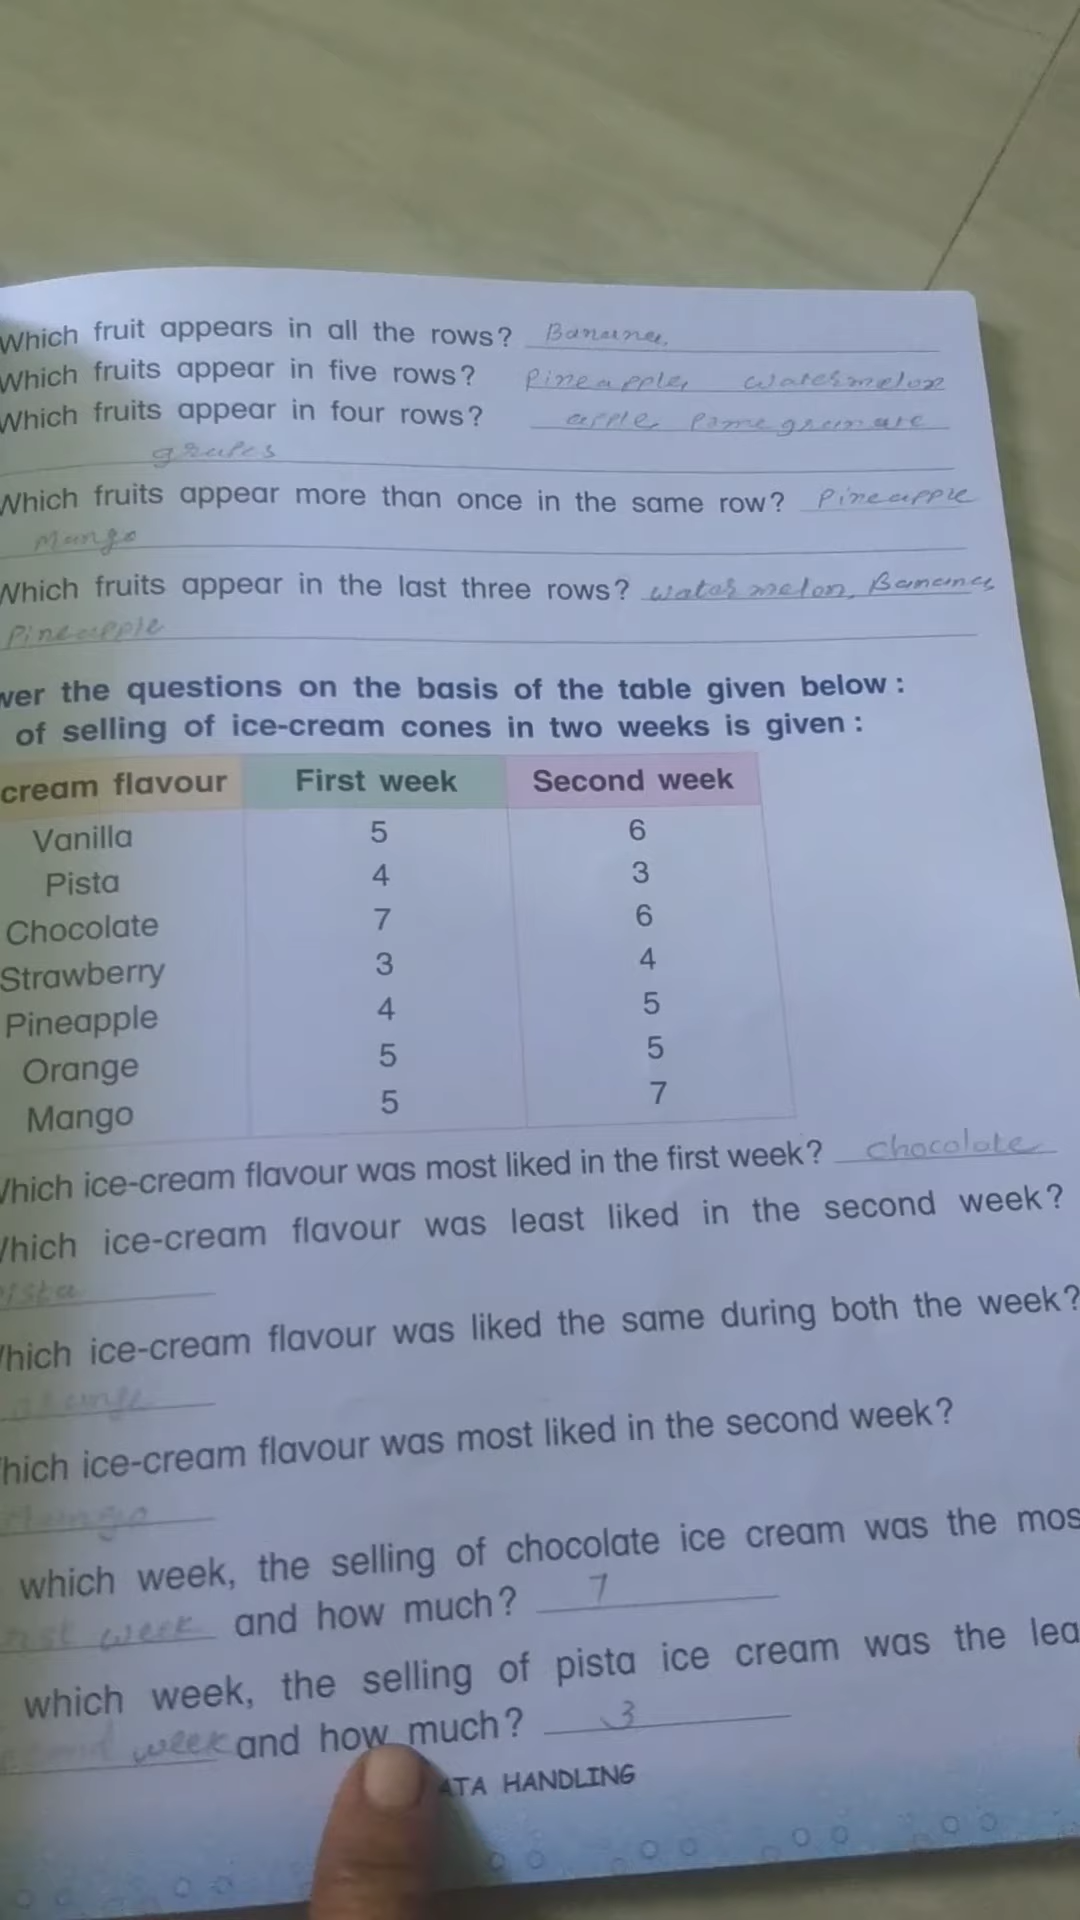 Which fruit appears in all the rows? Banana,
Which fruits appear in five rows? Pineapple, watermelon
Which fruits appear in four rows? apple, Pomegranate
grapes
Which fruits appear more than once in the same row? Pineapple
Mango
Which fruits appear in the last three rows? water melon, Banana,
Pineapple
wer the questions on the basis of the table given below :
of selling of ice-cream cones in two weeks is given :
cream flavour First week Second week
Vanilla 5 6
Pista 4 3
Chocolate 7 6
Strawberry 3 4
Pineapple 4 5
Orange 5 5
Mango 5 7
Which ice-cream flavour was most liked in the first week? chocolate
Which ice-cream flavour was least liked in the second week?
Pista
Which ice-cream flavour was liked the same during both the week?
orange
hich ice-cream flavour was most liked in the second week?
Mango
which week, the selling of chocolate ice cream was the mos
first week and how much? 7
which week, the selling of pista ice cream was the lea
second week and how much? 3
ATA HANDLING